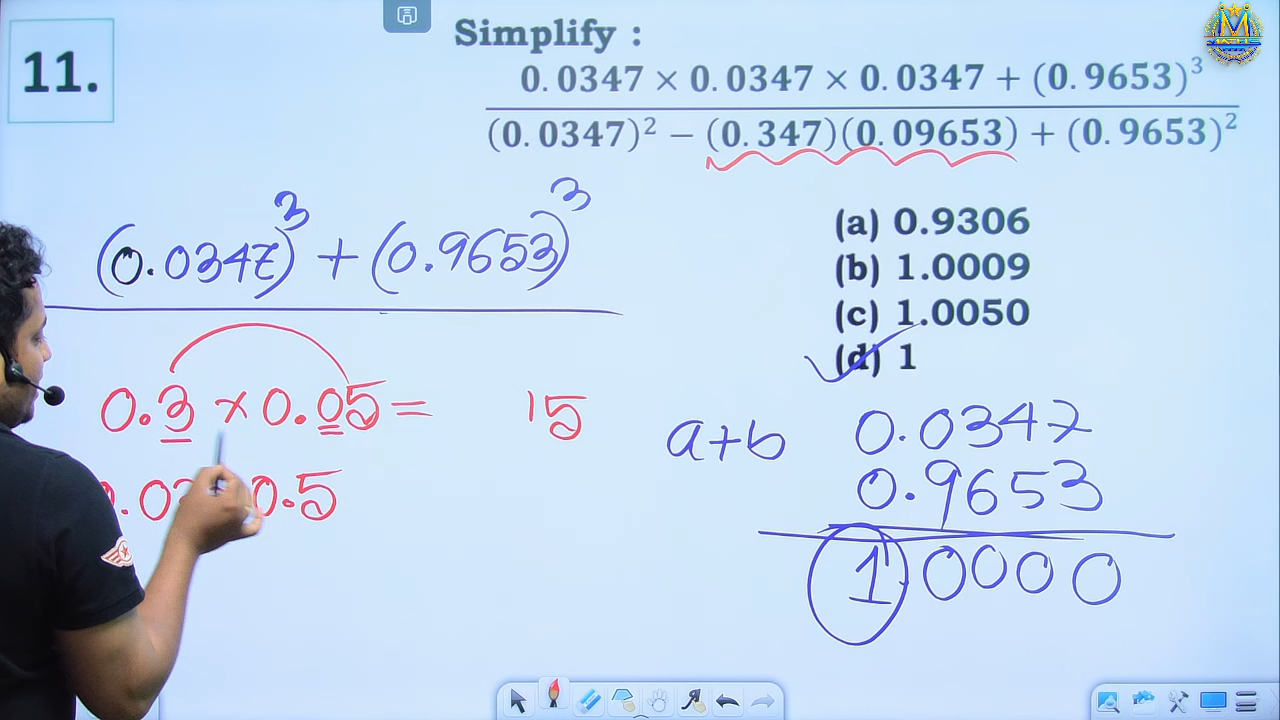 11.
Simplify :
0.0347 × 0.0347 × 0.0347 + (0.9653)³
(0.0347)² − (0.347)(0.09653) + (0.9653)²
(a) 0.9306
(b) 1.0009
(c) 1.0050
(d) 1
(0.0347)³ + (0.9653)³
0.3 × 0.05 = 15
0.5
a+b
0.0347
0.9653
1.0000